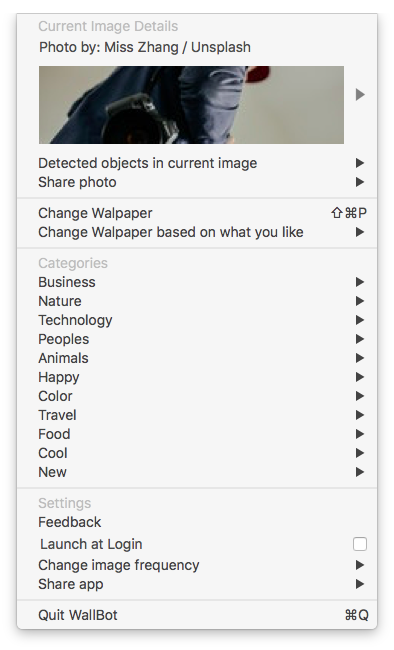 Current Image Details
Photo by: Miss Zhang / Unsplash
Detected objects in current image
Share photo
Change Walpaper ⇧⌘P
Change Walpaper based on what you like
Categories
Business
Nature
Technology
Peoples
Animals
Happy
Color
Travel
Food
Cool
New
Settings
Feedback
Launch at Login
Change image frequency
Share app
Quit WallBot ⌘Q